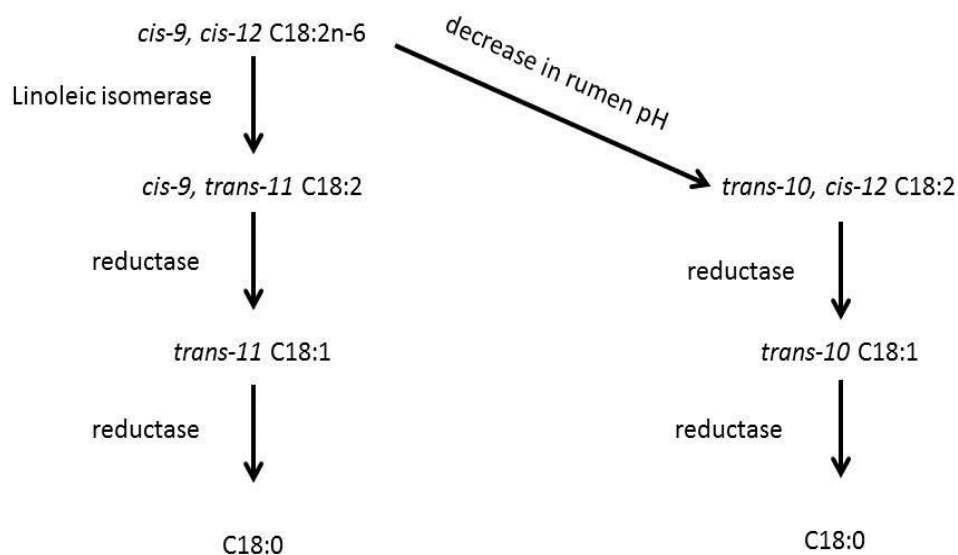 cis-9, cis-12 C18:2n-6
decrease in rumen pH
Linoleic isomerase
cis-9, trans-11 C18:2
trans-10, cis-12 C18:2
reductase
reductase
trans-11 C18:1
trans-10 C18:1
reductase
reductase
C18:0
C18:0